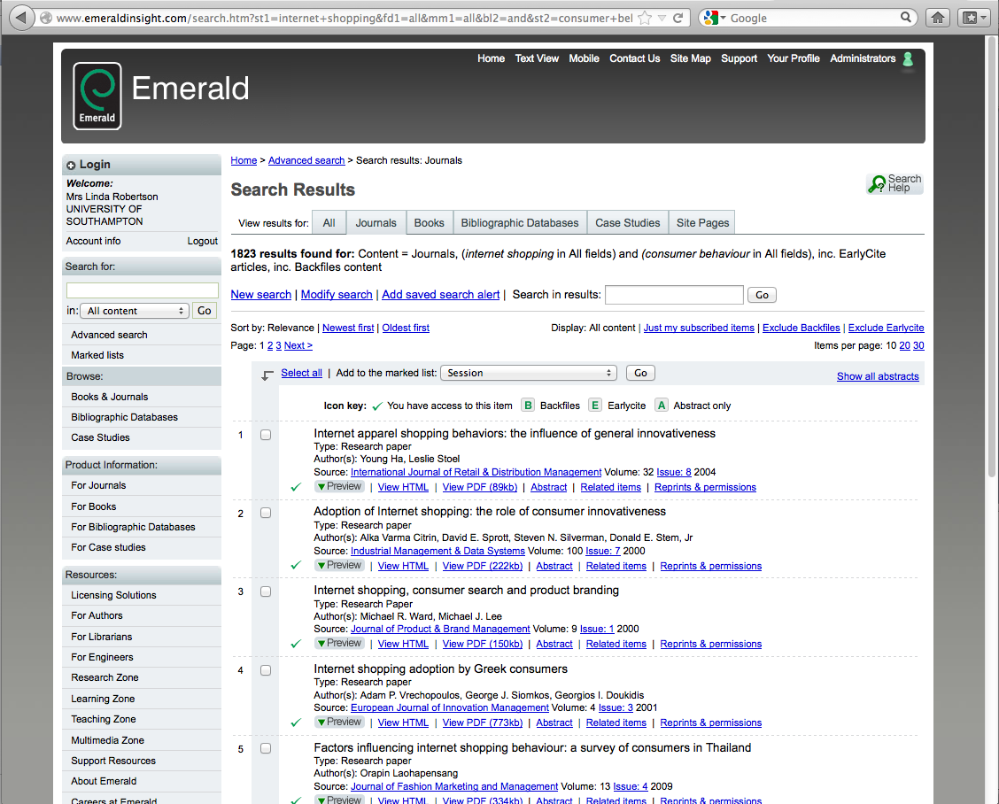 www.emeraldinsight.com/search.htm?st1=internet+shopping&fd1=all&mm1=all&bl2=and&st2=consumer+bel
Google
Home Text View Mobile Contact Us Site Map Support Your Profile Administrators
Emerald
Emerald
Login
Welcome:
Mrs Linda Robertson
UNIVERSITY OF
SOUTHAMPTON
Account info Logout
Search for:
in: All content Go
Advanced search
Marked lists
Browse:
Books & Journals
Bibliographic Databases
Case Studies
Product Information:
For Journals
For Books
For Bibliographic Databases
For Case studies
Resources:
Licensing Solutions
For Authors
For Librarians
For Engineers
Research Zone
Learning Zone
Teaching Zone
Multimedia Zone
Support Resources
About Emerald
Careers at Emerald
Home > Advanced search > Search results: Journals
Search Results
Search
Help
View results for: All Journals Books Bibliographic Databases Case Studies Site Pages
1823 results found for: Content = Journals, (internet shopping in All fields) and (consumer behaviour in All fields), inc. EarlyCite
articles, inc. Backfiles content
New search | Modify search | Add saved search alert | Search in results: Go
Sort by: Relevance | Newest first | Oldest first Display: All content | Just my subscribed items | Exclude Backfiles | Exclude Earlycite
Page: 1 2 3 Next > Items per page: 10 20 30
Select all | Add to the marked list: Session Go Show all abstracts
Icon key: ✓ You have access to this item B Backfiles E Earlycite A Abstract only
1 Internet apparel shopping behaviors: the influence of general innovativeness
Type: Research paper
Author(s): Young Ha, Leslie Stoel
Source: International Journal of Retail & Distribution Management Volume: 32 Issue: 8 2004
✓ ▼Preview | View HTML | View PDF (89kb) | Abstract | Related items | Reprints & permissions
2 Adoption of Internet shopping: the role of consumer innovativeness
Type: Research paper
Author(s): Alka Varma Citrin, David E. Sprott, Steven N. Silverman, Donald E. Stem, Jr
Source: Industrial Management & Data Systems Volume: 100 Issue: 7 2000
✓ ▼Preview | View HTML | View PDF (222kb) | Abstract | Related items | Reprints & permissions
3 Internet shopping, consumer search and product branding
Type: Research Paper
Author(s): Michael R. Ward, Michael J. Lee
Source: Journal of Product & Brand Management Volume: 9 Issue: 1 2000
✓ ▼Preview | View HTML | View PDF (150kb) | Abstract | Related items | Reprints & permissions
4 Internet shopping adoption by Greek consumers
Type: Research paper
Author(s): Adam P. Vrechopoulos, George J. Siomkos, Georgios I. Doukidis
Source: European Journal of Innovation Management Volume: 4 Issue: 3 2001
✓ ▼Preview | View HTML | View PDF (773kb) | Abstract | Related items | Reprints & permissions
5 Factors influencing internet shopping behaviour: a survey of consumers in Thailand
Type: Research paper
Author(s): Orapin Laohapensang
Source: Journal of Fashion Marketing and Management Volume: 13 Issue: 4 2009
✓ ▼Preview | View HTML | View PDF (334kb) | Abstract | Related items | Reprints & permissions